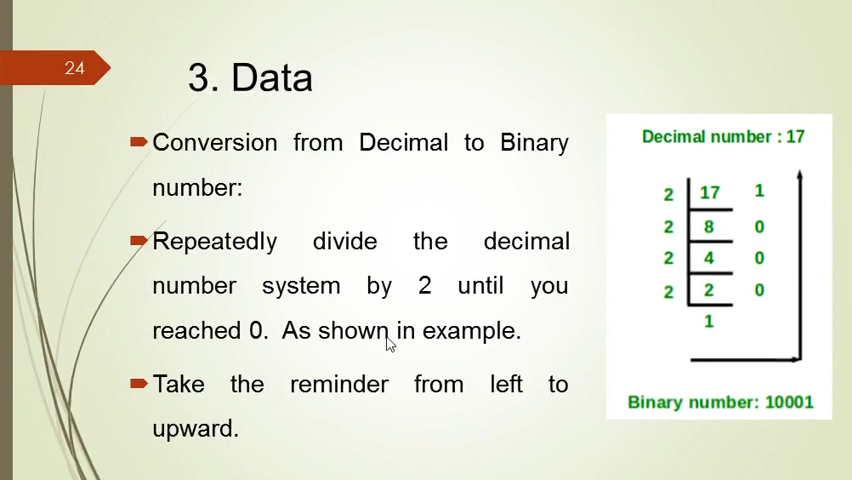 24
3. Data
Conversion from Decimal to Binary
number:
Repeatedly divide the decimal
number system by 2 until you
reached 0. As shown in example.
Take the reminder from left to
upward.
Decimal number : 17
2 17 1
2 8 0
2 4 0
2 2 0
1
Binary number: 10001